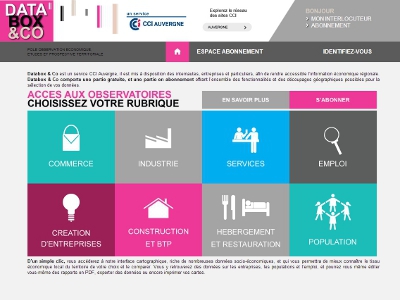 DATA
BOX
&CO
un service
CCI AUVERGNE
Explorez le réseau
des sites CCI
AUVERGNE
BONJOUR
> MON INTERLOCUTEUR
> ABONNEMENT
PÔLE OBSERVATION ÉCONOMIQUE,
ETUDES ET PROSPECTIVE TERRITORIALE
ESPACE ABONNEMENT
IDENTIFIEZ-VOUS
Databox & Co est un service CCI Auvergne. Il est mis à disposition des internautes, entreprises et particuliers, afin de rendre accessible l'information économique régionale.
Databox & Co comporte une partie gratuite, et une partie en abonnement offrant l'ensemble des fonctionnalités et des découpages géographiques possibles pour la
sélection de vos données.
ACCES AUX OBSERVATOIRES
CHOISISSEZ VOTRE RUBRIQUE
EN SAVOIR PLUS
S'ABONNER
COMMERCE
INDUSTRIE
SERVICES
EMPLOI
CREATION
D'ENTREPRISES
CONSTRUCTION
ET BTP
HEBERGEMENT
ET RESTAURATION
POPULATION
D'un simple clic, vous accéderez à notre interface cartographique, riche de nombreuses données socio-économiques, et qui vous permettra de mieux connaître le tissu
économique local du territoire de votre choix et le comparer. Vous y retrouverez des données sur les entreprises, les populations et l'emploi, et pourrez vous même éditer
vous même des rapports en PDF, exporter des données ou encore imprimer vos cartes.